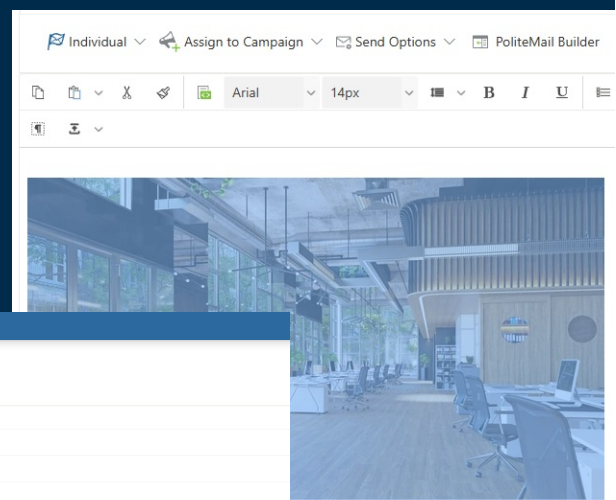 Individual Assign to Campaign Send Options PoliteMail Builder
Arial 14px B I U